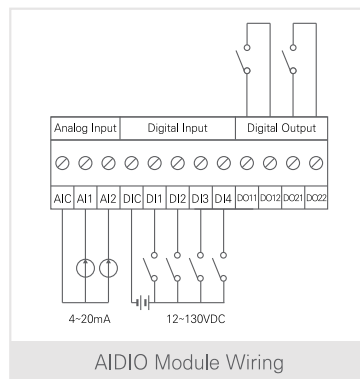 Analog Input Digital Input Digital Output
AIC AI1 AI2 DIC DI1 DI2 DI3 DI4 DO11 DO12 DO21 DO22
4~20mA 12~130VDC
AIDIO Module Wiring